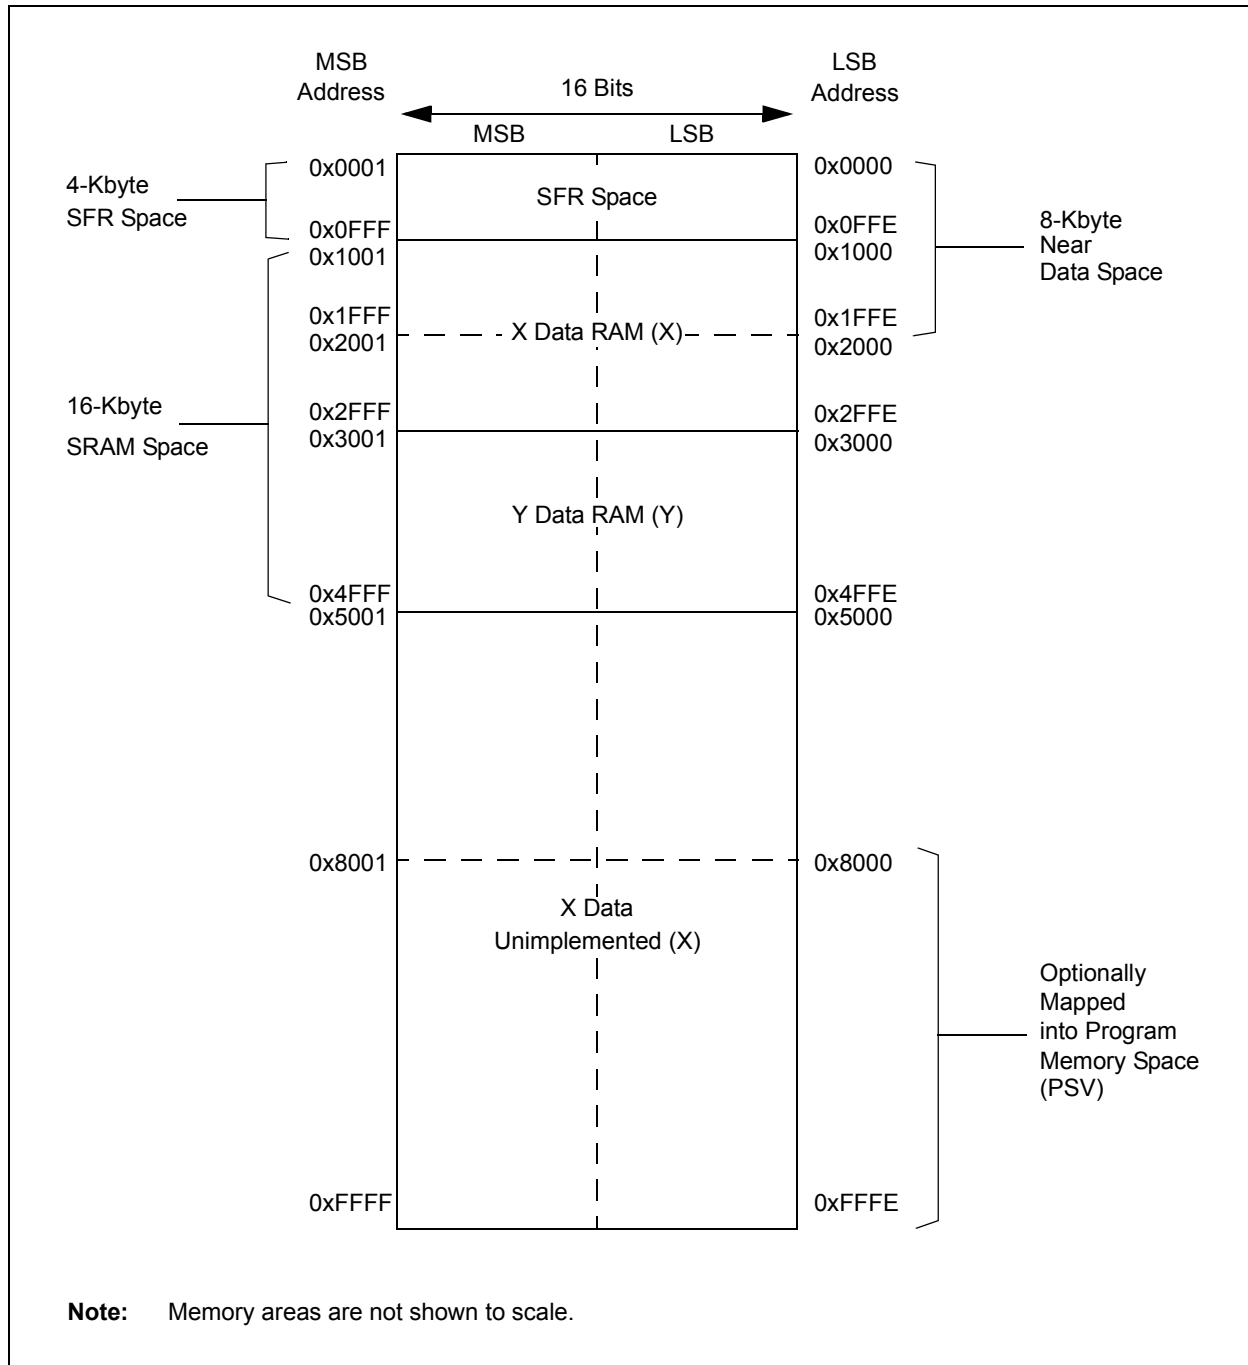 MSB
Address
LSB
Address
16 Bits
MSB
LSB
0x0001
0x0000
4-Kbyte
SFR Space
SFR Space
0x0FFF
0x0FFE
0x1001
0x1000
8-Kbyte
Near
Data Space
0x1FFF
0x1FFE
X Data RAM (X)
0x2001
0x2000
16-Kbyte
SRAM Space
0x2FFF
0x2FFE
0x3001
0x3000
Y Data RAM (Y)
0x4FFF
0x4FFE
0x5001
0x5000
0x8001
0x8000
X Data
Unimplemented (X)
Optionally
Mapped
into Program
Memory Space
(PSV)
0xFFFF
0xFFFE
Note: Memory areas are not shown to scale.